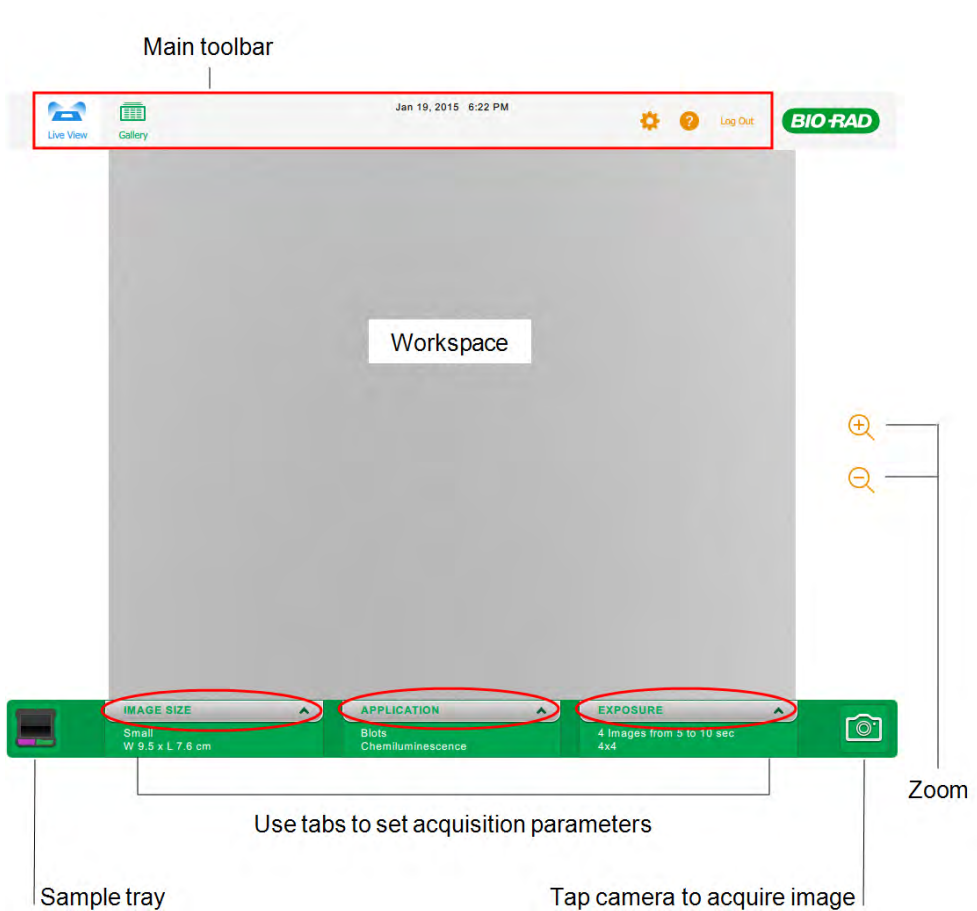 Main toolbar
Jan 19, 2015 6:22 PM
Live View
Gallery
?
Log Out
BIO-RAD
Workspace
IMAGE SIZE
Small
W 9.5 x L 7.6 cm
APPLICATION
Blots
Chemiluminescence
EXPOSURE
4 Images from 5 to 10 sec
4x4
Zoom
Use tabs to set acquisition parameters
Sample tray
Tap camera to acquire image